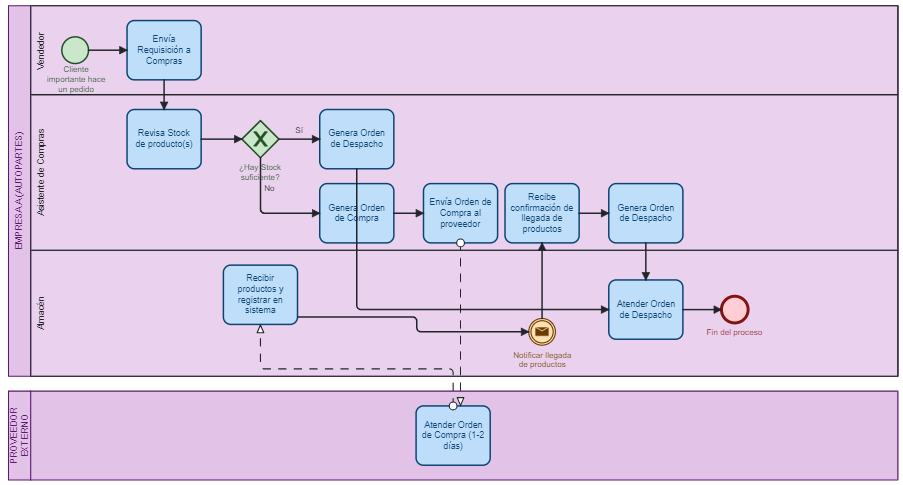 EMPRESA A (AUTOPARTES)
Vendedor
Cliente
importante hace
un pedido
Envía
Requisición a
Compras
Asistente de Compras
Revisa Stock
de producto(s)
¿Hay Stock
suficiente?
Sí
No
Genera Orden
de Despacho
Genera Orden
de Compra
Envía Orden de
Compra al
proveedor
Recibe
confirmación de
llegada de
productos
Genera Orden
de Despacho
Almacén
Recibir
productos y
registrar en
sistema
Notificar llegada
de productos
Atender Orden
de Despacho
Fin del proceso
PROVEEDOR
EXTERNO
Atender Orden
de Compra (1-2
días)